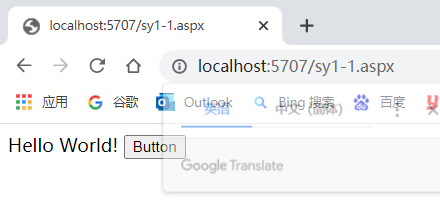 localhost:5707/sy1-1.aspx
localhost:5707/sy1-1.aspx
应用 谷歌 Outlook Bing 搜索 百度
英语 中文（简体）
Hello World! Button
Google Translate